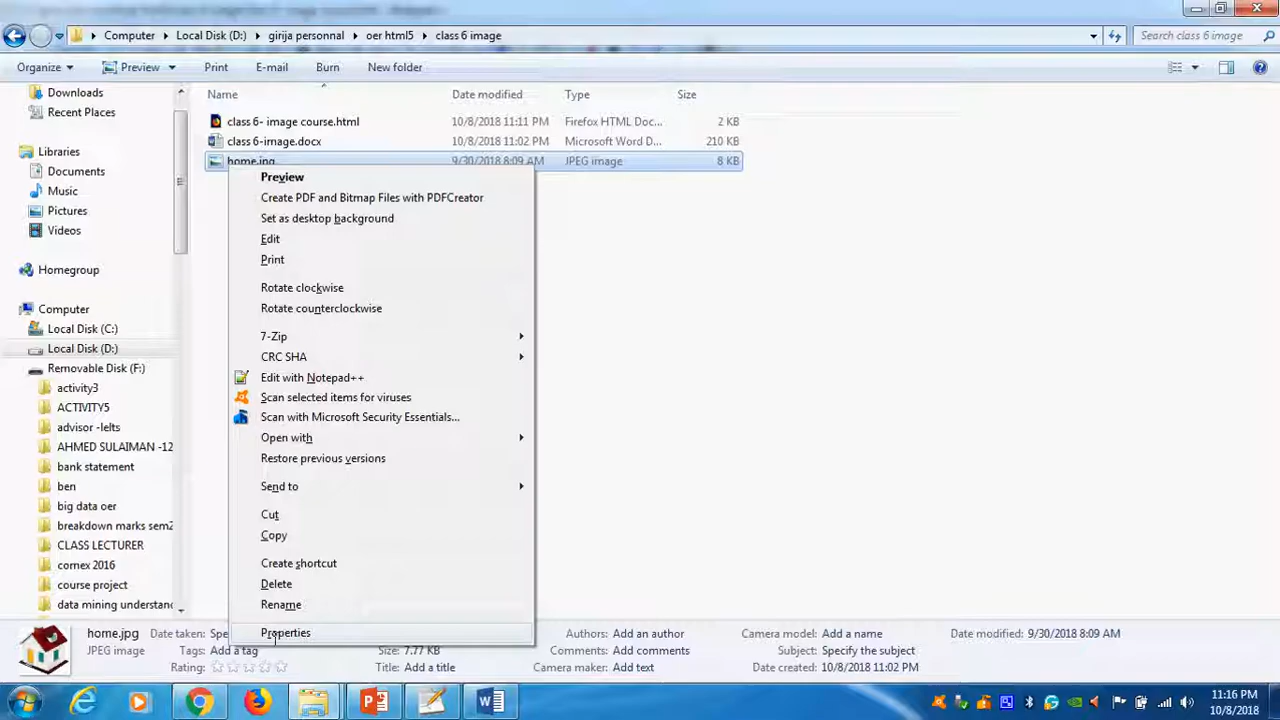 Computer Local Disk (D:) girija personnal oer html5 class 6 image Search class 6 image
Organize Preview Print E-mail Burn New folder
Downloads
Recent Places
Libraries
Documents
Music
Pictures
Videos
Homegroup
Computer
Local Disk (C:)
Local Disk (D:)
Removable Disk (F:)
activity3
ACTIVITY5
advisor -Ielts
AHMED SULAIMAN -12
bank statement
ben
big data oer
breakdown marks sem2
CLASS LECTURER
comex 2016
course project
data mining understand
Name Date modified Type Size
class 6- image course.html 10/8/2018 11:11 PM Firefox HTML Doc... 2 KB
class 6-image.docx 10/8/2018 11:02 PM Microsoft Word D... 210 KB
home.jpg 9/30/2018 8:09 AM JPEG image 8 KB
Preview
Create PDF and Bitmap Files with PDFCreator
Set as desktop background
Edit
Print
Rotate clockwise
Rotate counterclockwise
7-Zip
CRC SHA
Edit with Notepad++
Scan selected items for viruses
Scan with Microsoft Security Essentials...
Open with
Restore previous versions
Send to
Cut
Copy
Create shortcut
Delete
Rename
Properties
home.jpg Date taken: Spe Authors: Add an author Camera model: Add a name Date modified: 9/30/2018 8:09 AM
JPEG image Tags: Add a tag Size: 7.77 KB Comments: Add comments Subject: Specify the subject
Rating: Title: Add a title Camera maker: Add text Date created: 10/8/2018 11:02 PM
11:16 PM
10/8/2018